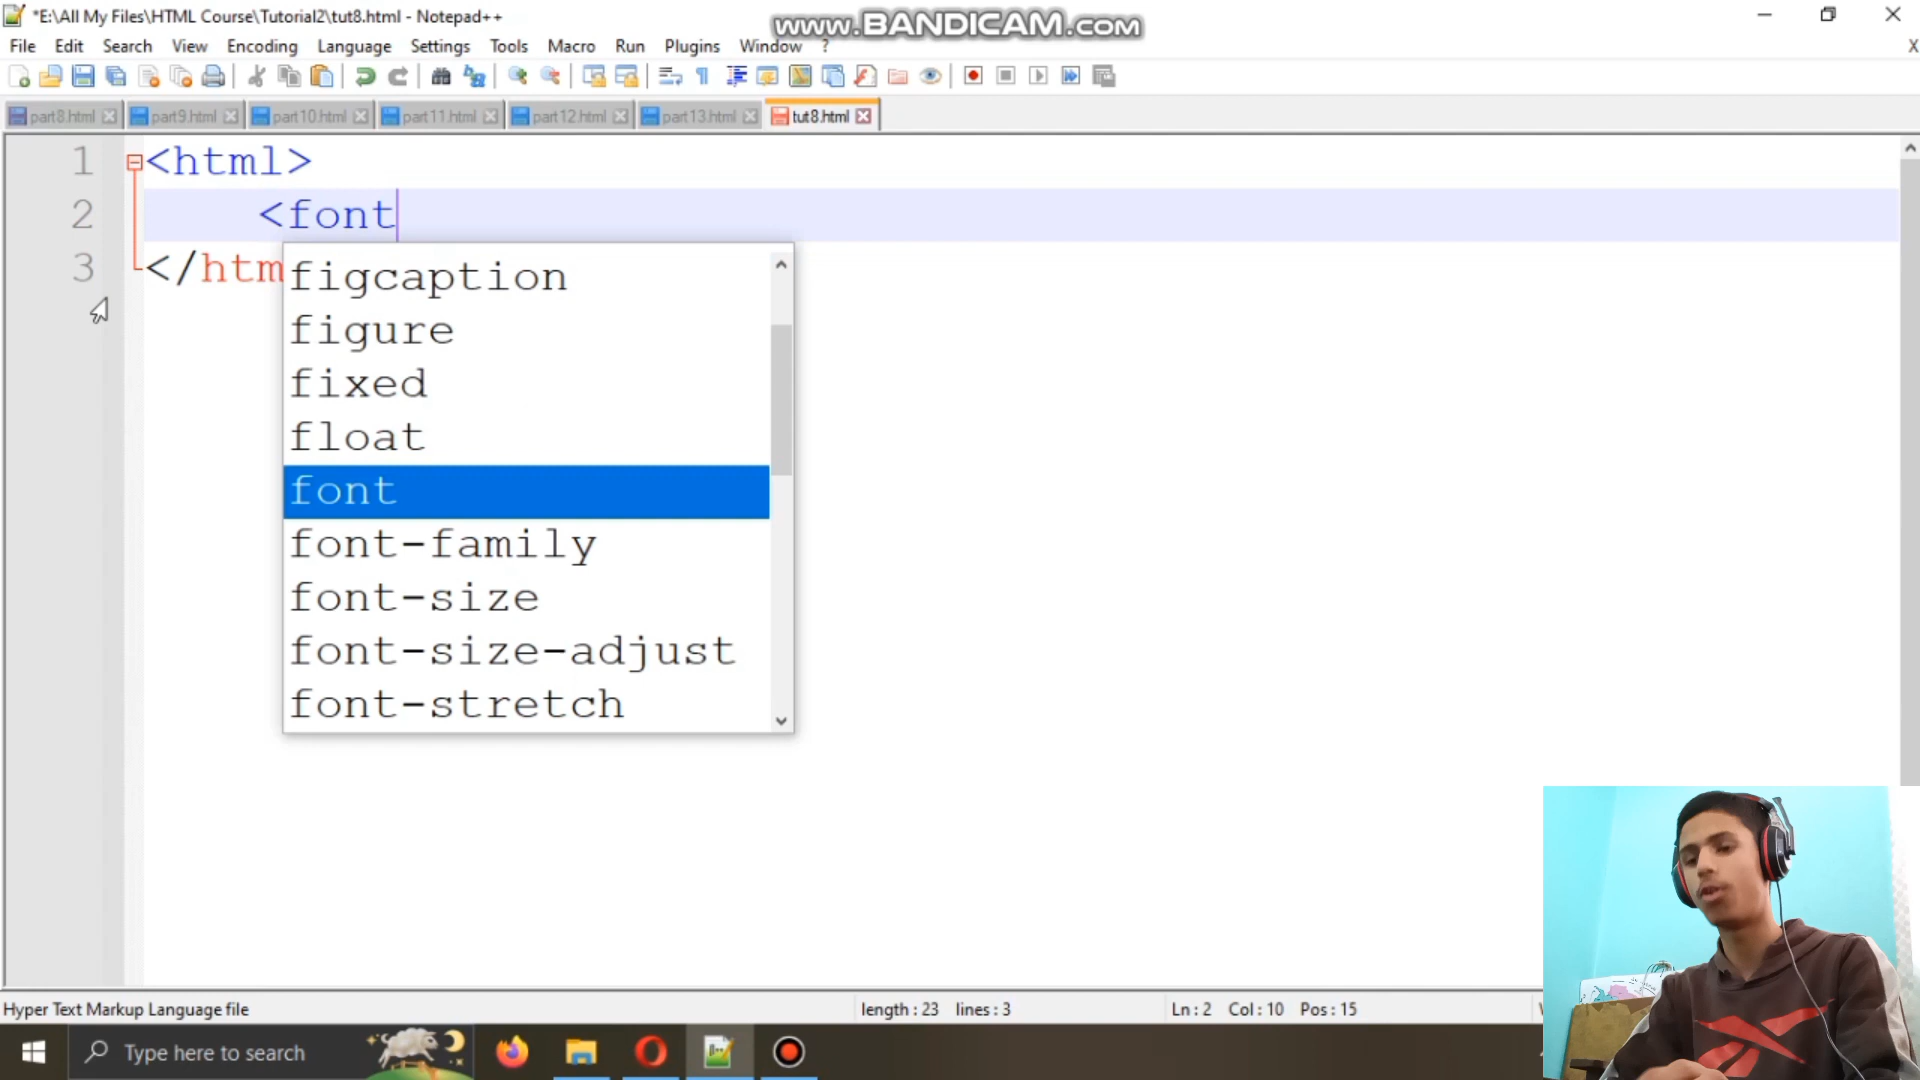 *E:\All My Files\HTML Course\Tutorial2\tut8.html - Notepad++
www.BANDICAM.com
File Edit Search View Encoding Language Settings Tools Macro Run Plugins Window ? X
part8.html part9.html part10.html part11.html part12.html part13.html tut8.html
1 <html>
2 <font
3 </htm
figcaption
figure
fixed
float
font
font-family
font-size
font-size-adjust
font-stretch
Hyper Text Markup Language file length : 23 lines : 3 Ln : 2 Col : 10 Pos : 15
Type here to search